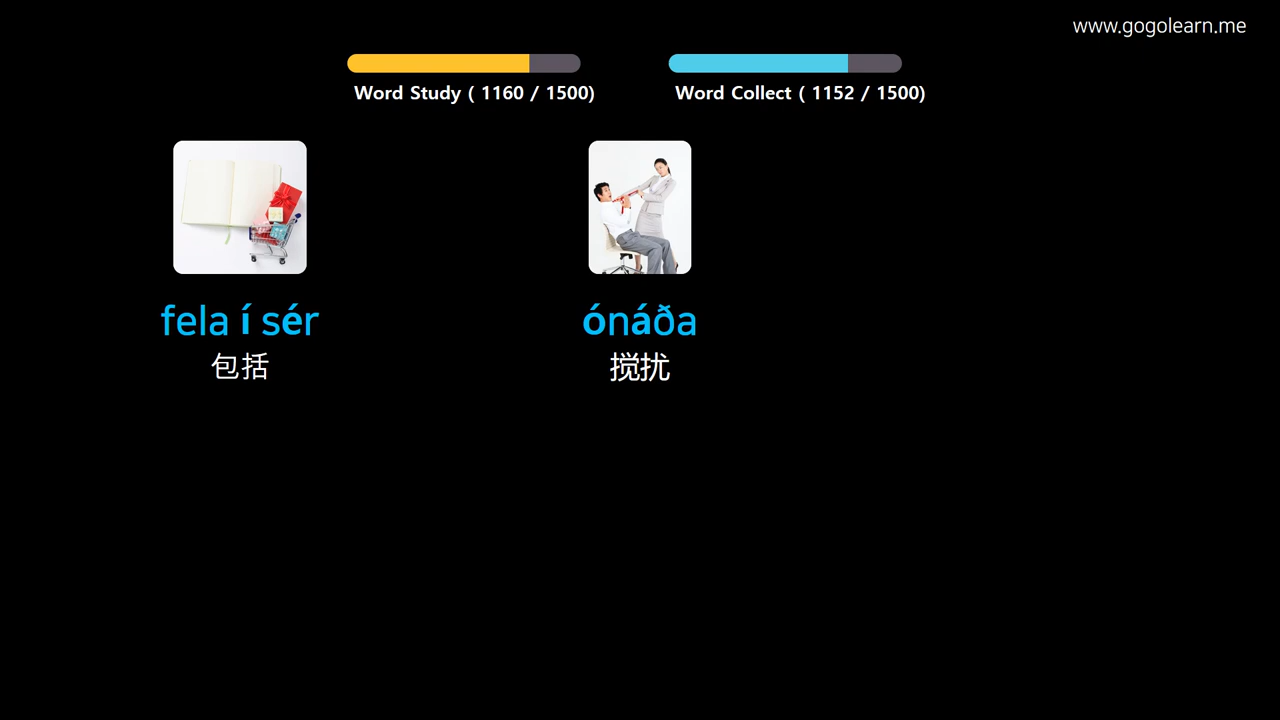 www.gogolearn.me
Word Study ( 1160 / 1500)
Word Collect ( 1152 / 1500)
fela í sér
包括
ónáða
搅扰